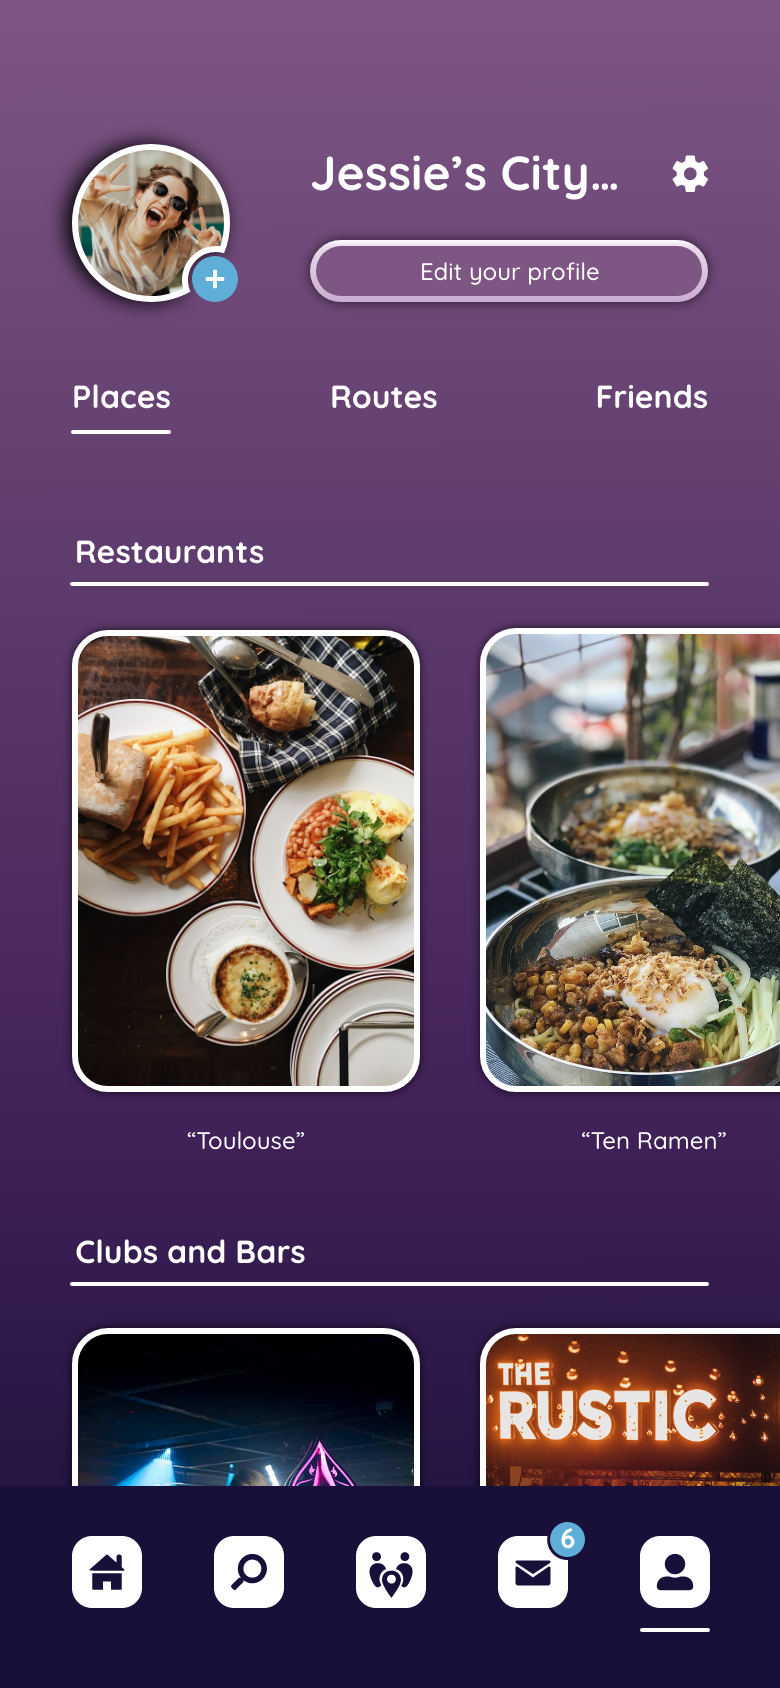 Jessie’s City...
Edit your profile
Places
Routes
Friends
Restaurants
“Toulouse”
“Ten Ramen”
Clubs and Bars
THE
RUSTIC
6